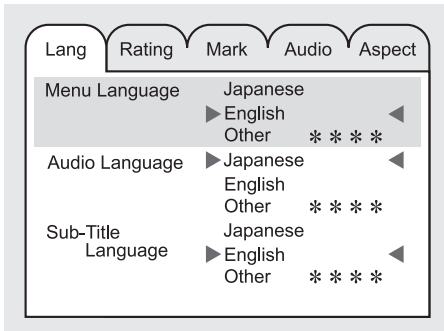 Lang Rating Mark Audio Aspect
Menu Language Japanese
English
Other ＊＊＊＊
Audio Language Japanese
English
Other ＊＊＊＊
Sub-Title Japanese
Language English
Other ＊＊＊＊